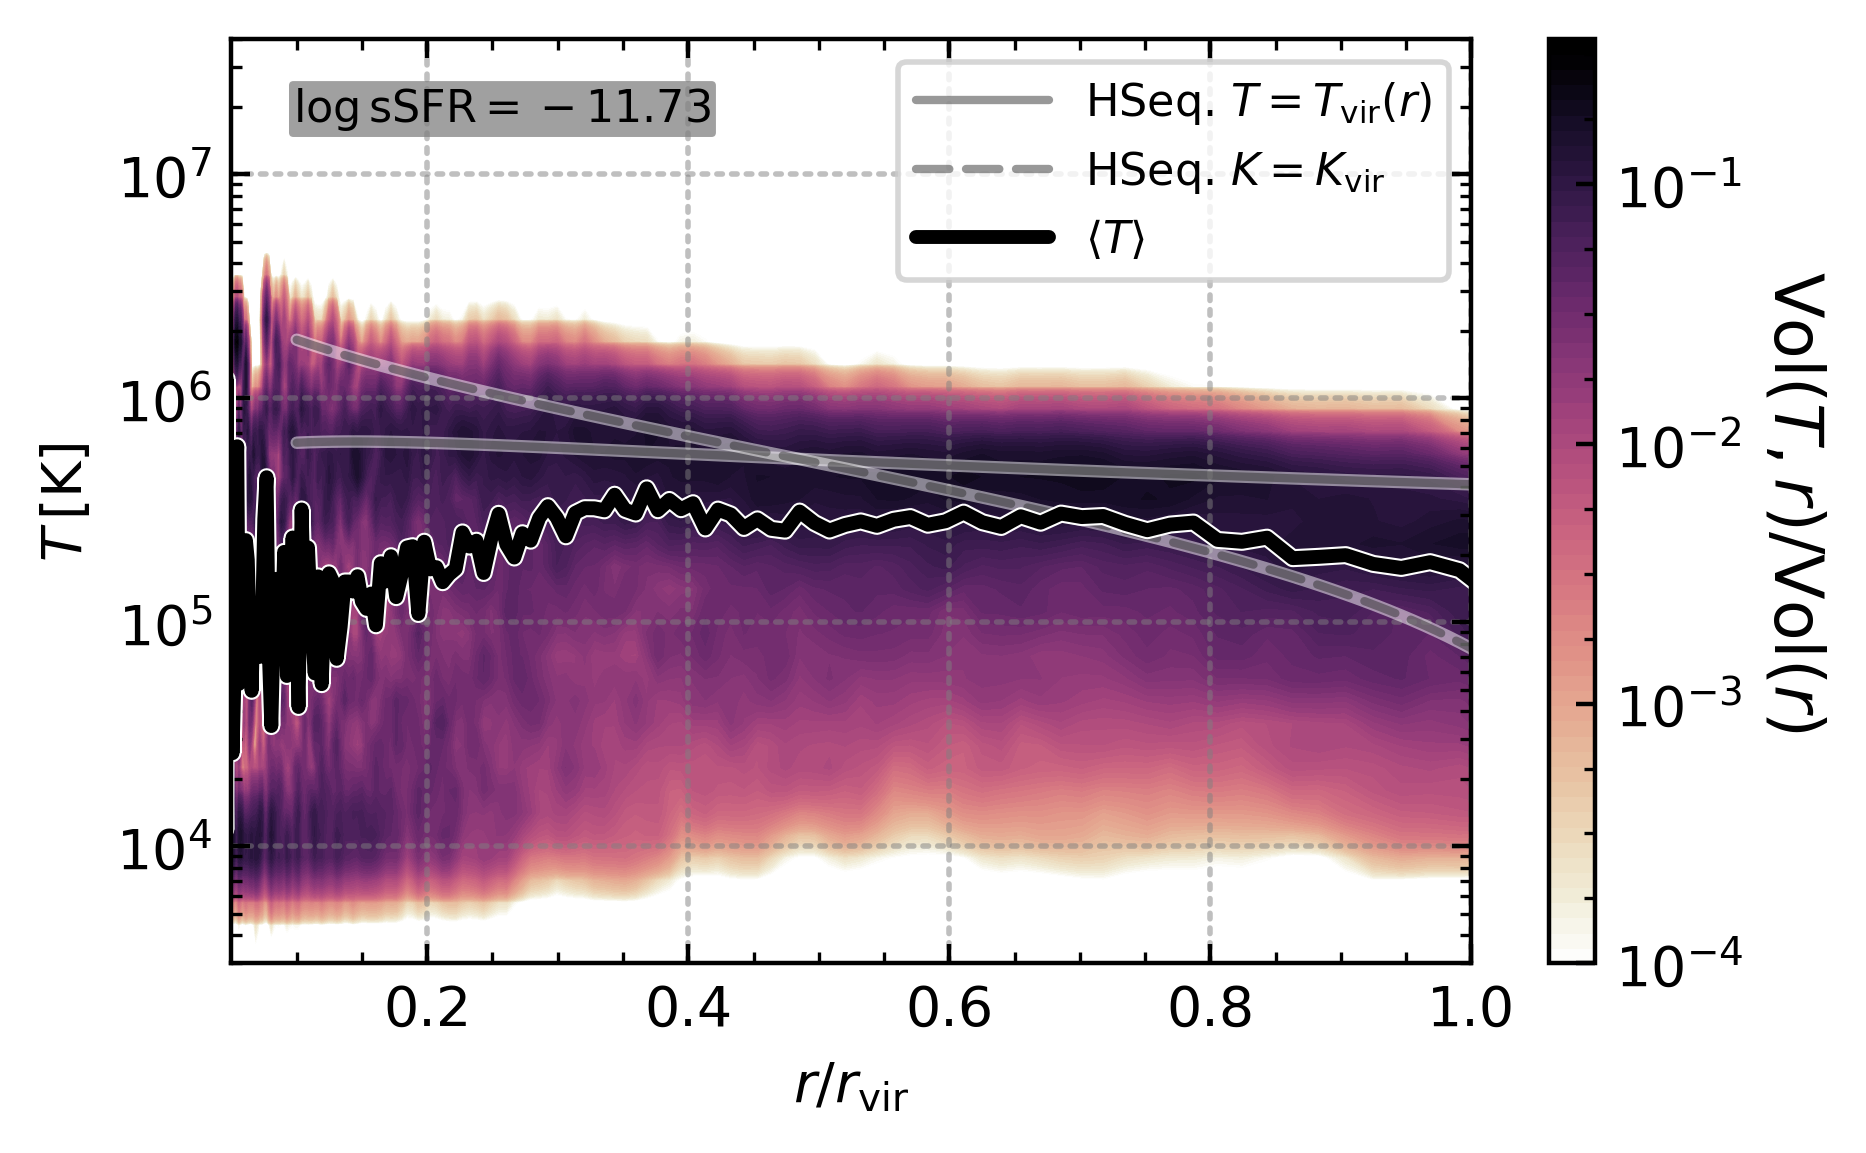 log sSFR = −11.73
HSeq. T = T_vir(r)
HSeq. K = K_vir
⟨T⟩
10^7
10^6
10^5
10^4
T [K]
0.2 0.4 0.6 0.8 1.0
r/r_vir
10^−1
10^−2
10^−3
10^−4
Vol(T, r)/Vol(r)